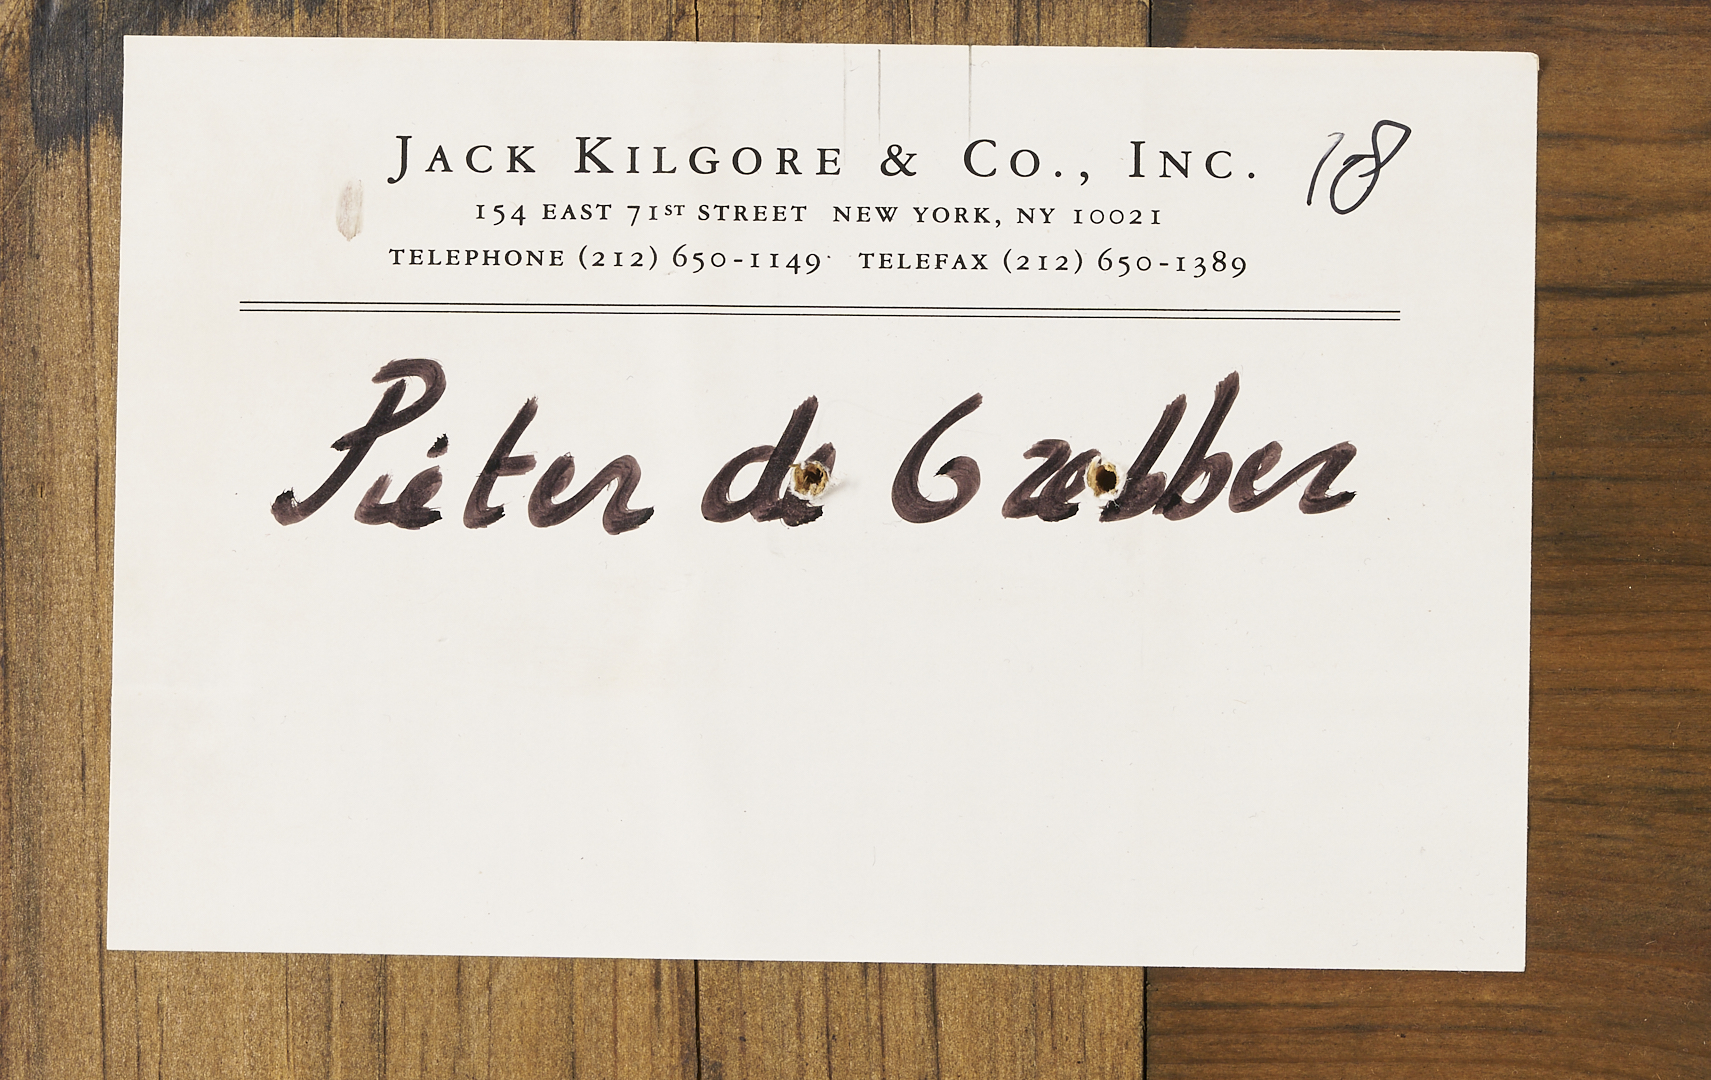 JACK KILGORE & CO., INC. 18
154 EAST 71ST STREET NEW YORK, NY 10021
TELEPHONE (212) 650-1149 TELEFAX (212) 650-1389
Pieter de Grebber